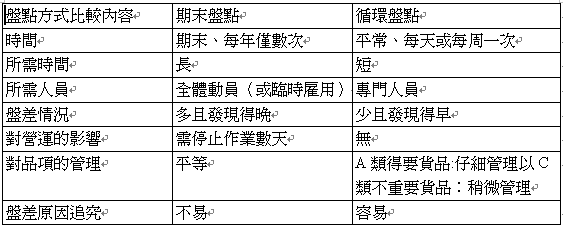 盤點方式比較內容 期末盤點 循環盤點
時間 期末、每年僅數次 平常、每天或每周一次
所需時間 長 短
所需人員 全體動員（或臨時雇用） 專門人員
盤差情況 多且發現得晚 少且發現得早
對營運的影響 需停止作業數天 無
對品項的管理 平等 A 類得要貨品:仔細管理以 C
類不重要貨品：稍微管理
盤差原因追究 不易 容易